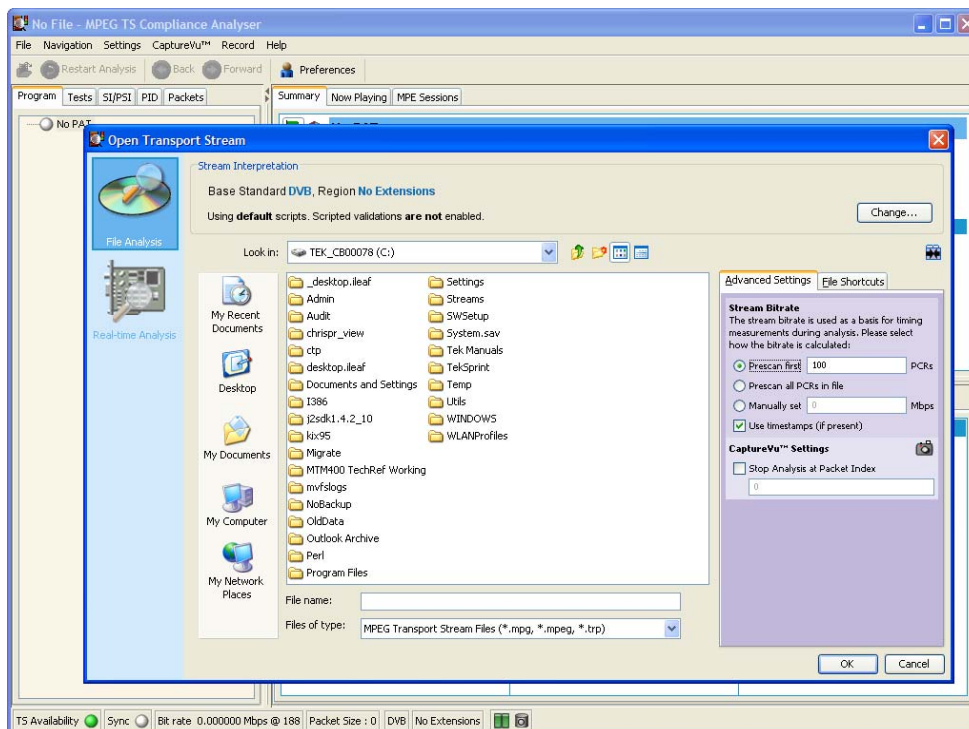 No File - MPEG TS Compliance Analyser
File Navigation Settings CaptureVu™ Record Help
Restart Analysis Back Forward Preferences
Program Tests SI/PSI PID Packets
Summary Now Playing MPE Sessions
No PAT
Open Transport Stream
File Analysis
Real-time Analysis
Stream Interpretation
Base Standard DVB, Region No Extensions
Using default scripts. Scripted validations are not enabled.
Change...
Look in: TEK_CB00078 (C:)
My Recent Documents
Desktop
My Documents
My Computer
My Network Places
_desktop.ileaf
Admin
Audit
chrispr_view
ctp
desktop.ileaf
Documents and Settings
I386
j2sdk1.4.2_10
kix95
Migrate
MTM400 TechRef Working
mvfslogs
NoBackup
OldData
Outlook Archive
Perl
Program Files
Settings
Streams
SWSetup
System.sav
Tek Manuals
TekSprint
Temp
Utils
WINDOWS
WLANProfiles
File name:
Files of type: MPEG Transport Stream Files (*.mpg, *.mpeg, *.trp)
Advanced Settings File Shortcuts
Stream Bitrate
The stream bitrate is used as a basis for timing
measurements during analysis. Please select
how the bitrate is calculated:
Prescan first 100 PCRs
Prescan all PCRs in file
Manually set 0 Mbps
Use timestamps (if present)
CaptureVu™ Settings
Stop Analysis at Packet Index
0
OK Cancel
TS Availability Sync Bit rate 0.000000 Mbps @ 188 Packet Size : 0 DVB No Extensions